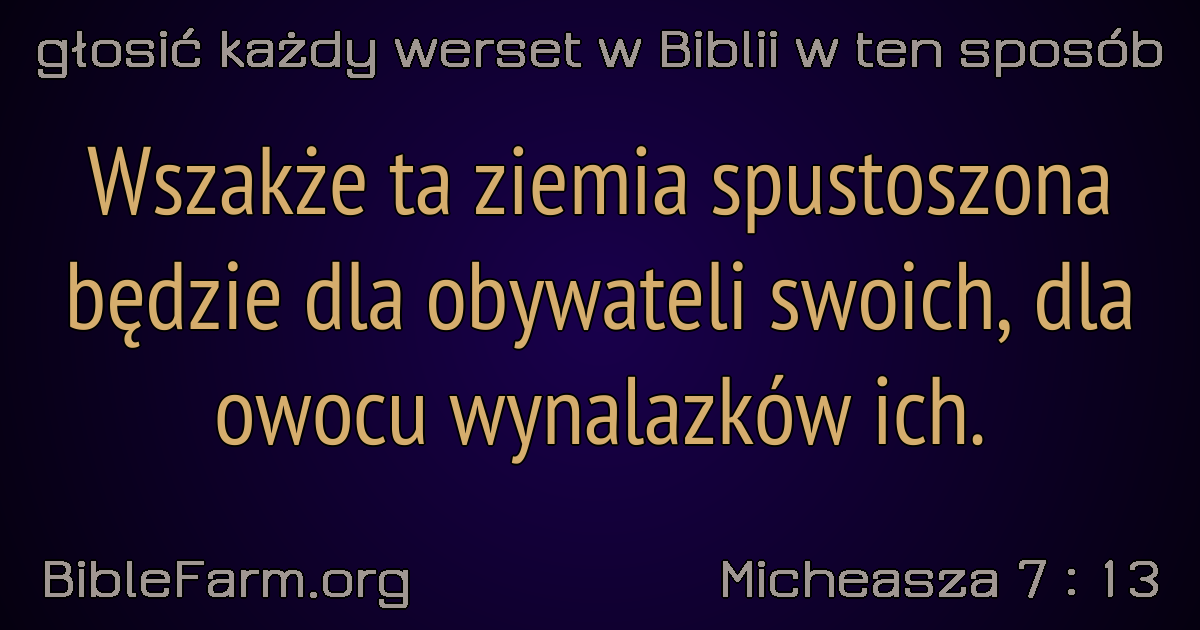 głosić każdy werset w Biblii w ten sposób
Wszakże ta ziemia spustoszona
będzie dla obywateli swoich, dla
owocu wynalazków ich.
BibleFarm.org
Micheasza 7 : 13